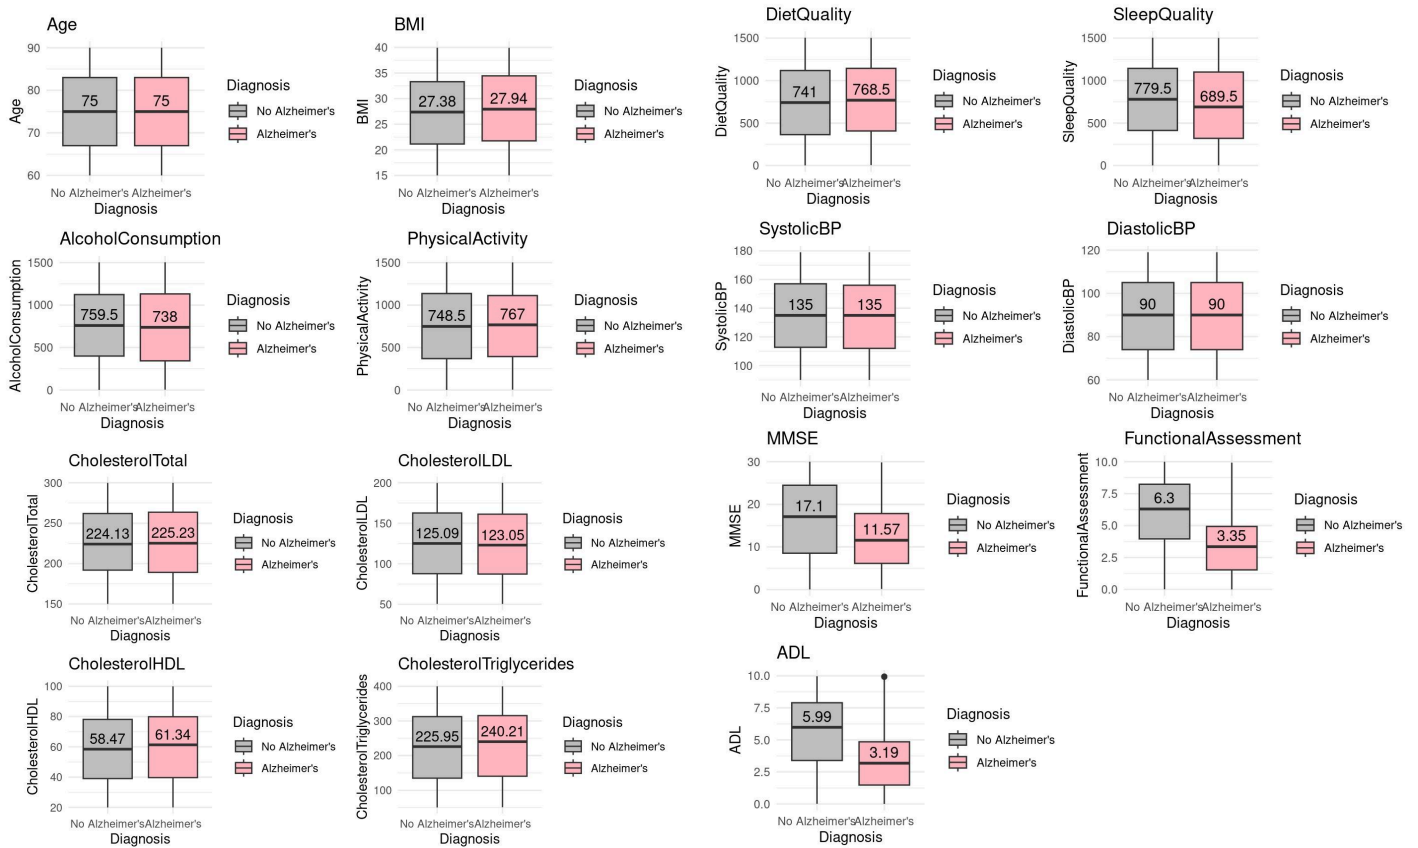 Age
Age
90
80
70
60
75
75
No Alzheimer's
Alzheimer's
Diagnosis
Diagnosis
No Alzheimer's
Alzheimer's
BMI
BMI
40
35
30
25
20
15
27.38
27.94
No Alzheimer's
Alzheimer's
Diagnosis
Diagnosis
No Alzheimer's
Alzheimer's
DietQuality
DietQuality
1500
1000
500
0
741
768.5
No Alzheimer's
Alzheimer's
Diagnosis
Diagnosis
No Alzheimer's
Alzheimer's
SleepQuality
SleepQuality
1500
1000
500
0
779.5
689.5
No Alzheimer's
Alzheimer's
Diagnosis
Diagnosis
No Alzheimer's
Alzheimer's
AlcoholConsumption
AlcoholConsumption
1500
1000
500
0
759.5
738
No Alzheimer's
Alzheimer's
Diagnosis
Diagnosis
No Alzheimer's
Alzheimer's
PhysicalActivity
PhysicalActivity
1500
1000
500
0
748.5
767
No Alzheimer's
Alzheimer's
Diagnosis
Diagnosis
No Alzheimer's
Alzheimer's
SystolicBP
SystolicBP
180
160
140
120
100
135
135
No Alzheimer's
Alzheimer's
Diagnosis
Diagnosis
No Alzheimer's
Alzheimer's
DiastolicBP
DiastolicBP
120
100
80
60
90
90
No Alzheimer's
Alzheimer's
Diagnosis
Diagnosis
No Alzheimer's
Alzheimer's
CholesterolTotal
CholesterolTotal
300
250
200
150
224.13
225.23
No Alzheimer's
Alzheimer's
Diagnosis
Diagnosis
No Alzheimer's
Alzheimer's
CholesterolLDL
CholesterolLDL
200
150
100
50
125.09
123.05
No Alzheimer's
Alzheimer's
Diagnosis
Diagnosis
No Alzheimer's
Alzheimer's
MMSE
MMSE
30
20
10
0
17.1
11.57
No Alzheimer's
Alzheimer's
Diagnosis
Diagnosis
No Alzheimer's
Alzheimer's
FunctionalAssessment
FunctionalAssessment
10.0
7.5
5.0
2.5
0.0
6.3
3.35
No Alzheimer's
Alzheimer's
Diagnosis
Diagnosis
No Alzheimer's
Alzheimer's
CholesterolHDL
CholesterolHDL
100
80
60
40
20
58.47
61.34
No Alzheimer's
Alzheimer's
Diagnosis
Diagnosis
No Alzheimer's
Alzheimer's
CholesterolTriglycerides
CholesterolTriglycerides
400
300
200
100
225.95
240.21
No Alzheimer's
Alzheimer's
Diagnosis
Diagnosis
No Alzheimer's
Alzheimer's
ADL
ADL
10.0
7.5
5.0
2.5
0.0
5.99
3.19
No Alzheimer's
Alzheimer's
Diagnosis
Diagnosis
No Alzheimer's
Alzheimer's